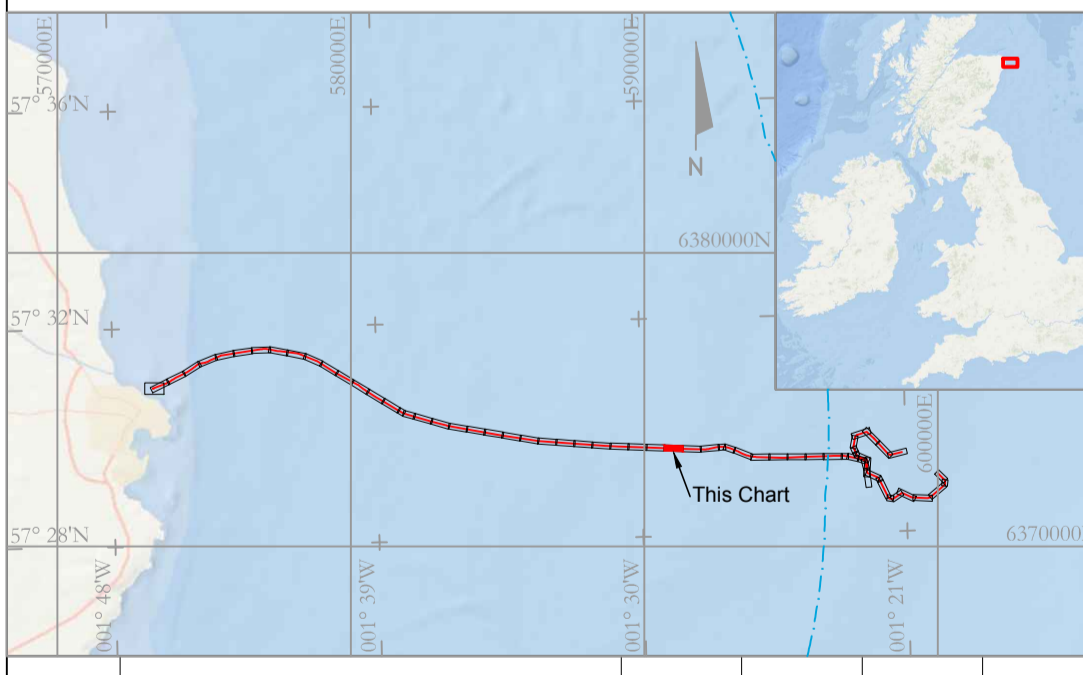 570000E
580000E
590000E
57° 36'N
N
6380000N
57° 32'N
600000E
This Chart
57° 28'N
6370000
001° 48'W
001° 39'W
001° 30'W
001° 21'W